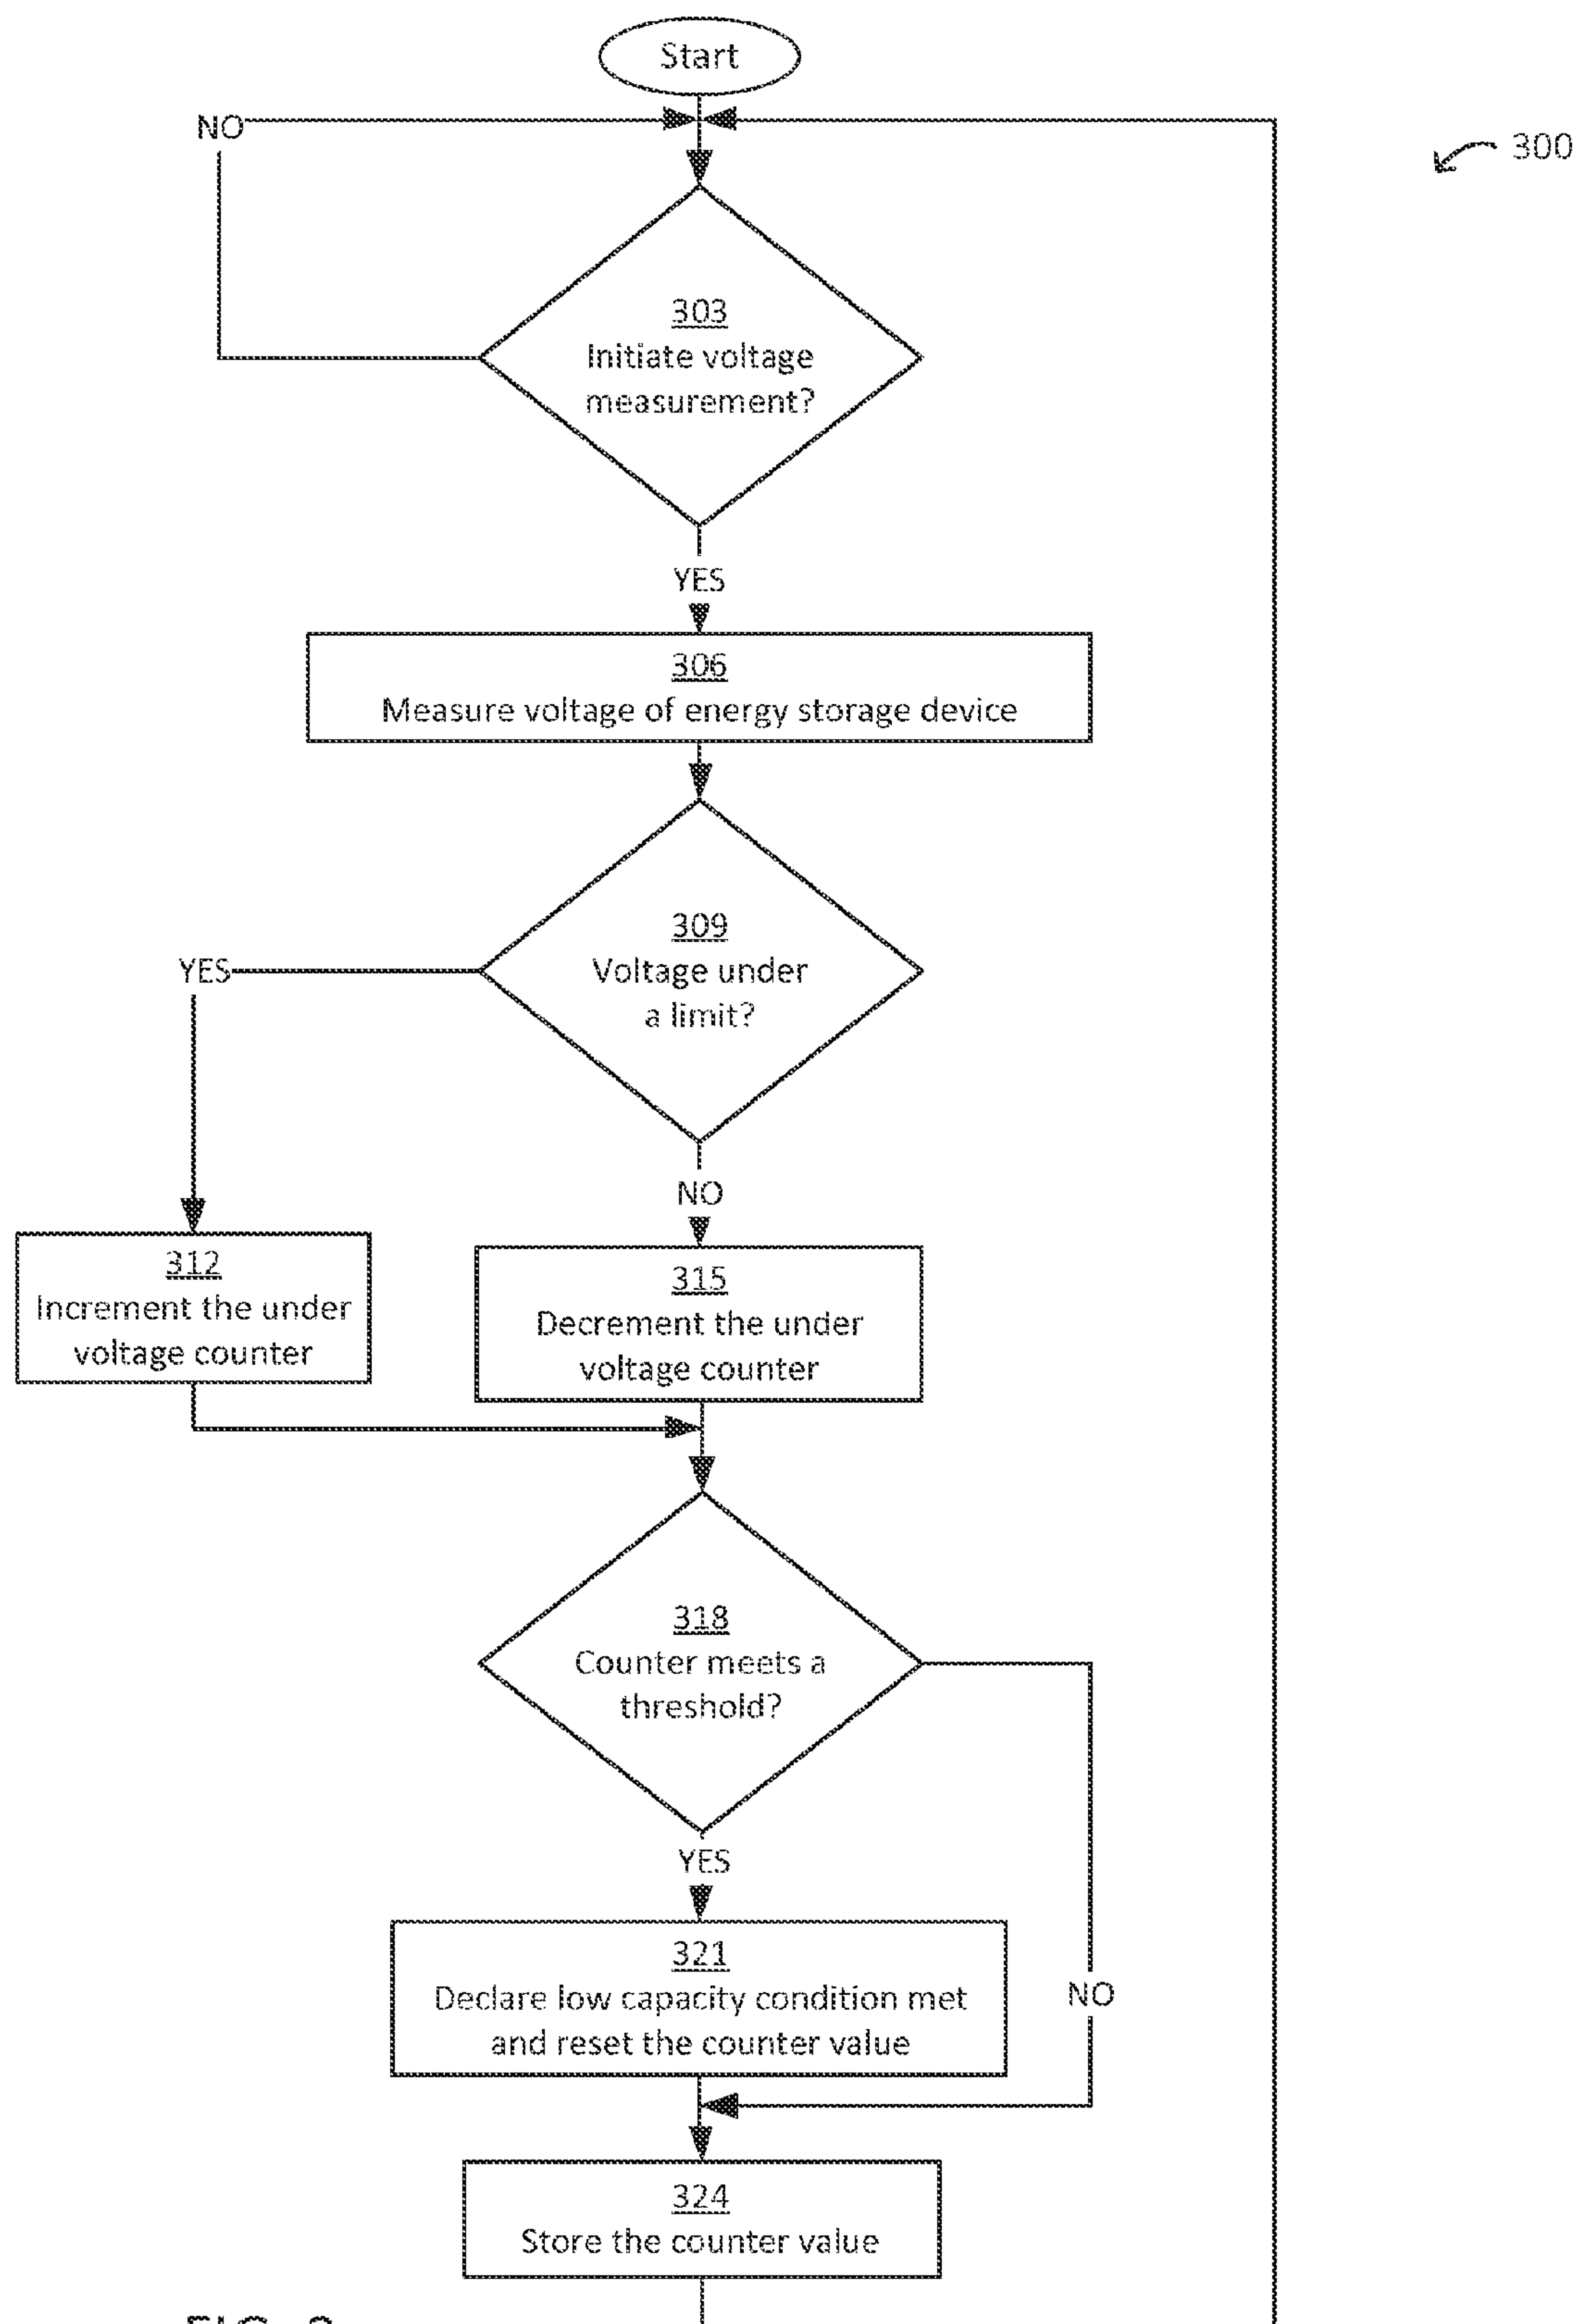 Start
NO
300
303
Initiate voltage
measurement?
YES
306
Measure voltage of energy storage device
309
Voltage under
a limit?
YES
NO
312
Increment the under
voltage counter
315
Decrement the under
voltage counter
318
Counter meets a
threshold?
YES
321
Declare low capacity condition met
and reset the counter value
NO
324
Store the counter value